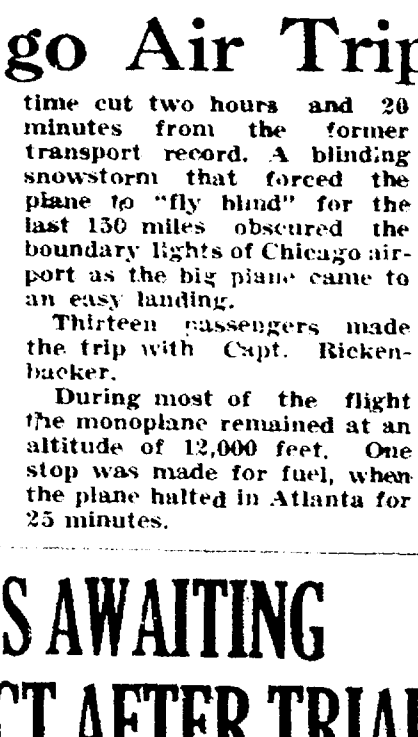 go Air Trip
time cut two hours and 20
minutes from the former
transport record. A blinding
snowstorm that forced the
plane to "fly blind" for the
last 150 miles obscured the
boundary lights of Chicago air-
port as the big plane came to
an easy landing.
Thirteen passengers made
the trip with Capt. Ricken-
backer.
During most of the flight
the monoplane remained at an
altitude of 12,000 feet. One
stop was made for fuel, when
the plane halted in Atlanta for
25 minutes.
S AWAITING
CT AFTER TRIAL